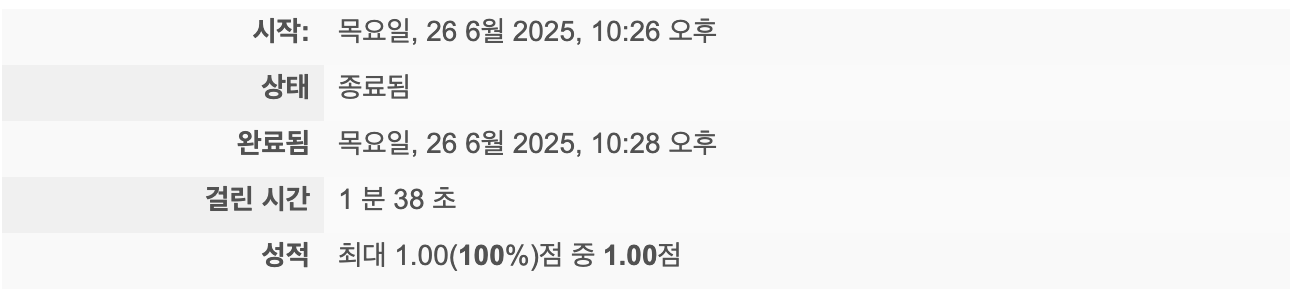 시작: 목요일, 26 6월 2025, 10:26 오후
상태 종료됨
완료됨 목요일, 26 6월 2025, 10:28 오후
걸린 시간 1 분 38 초
성적 최대 1.00(100%)점 중 1.00점